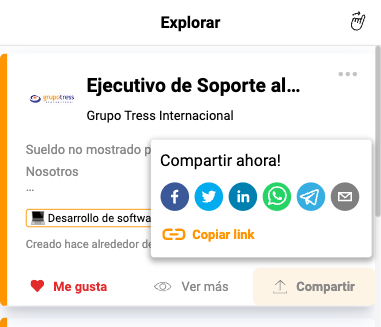 Explorar
Ejecutivo de Soporte al...
grupotress
Grupo Tress Internacional
Sueldo no mostrado p
Nosotros
...
Compartir ahora!
Copiar link
Desarrollo de softwa
Creado hace alrededor de
Me gusta
Ver más
Compartir